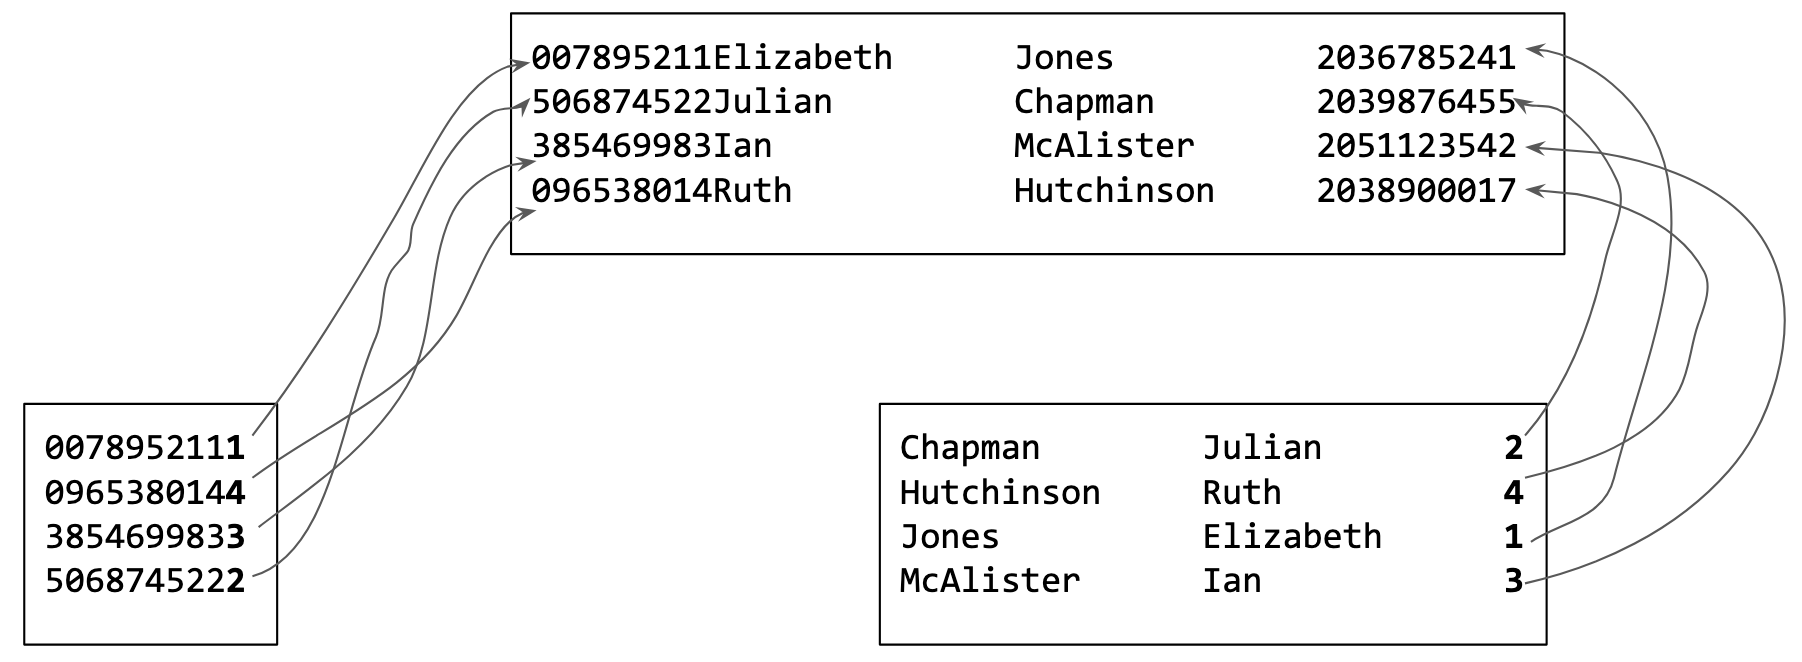 007895211Elizabeth      Jones          2036785241
506874522Julian         Chapman        2039876455
385469983Ian            McAlister      2051123542
096538014Ruth           Hutchinson     2038900017
0078952111
0965380144
3854699833
5068745222
Chapman        Julian         2
Hutchinson     Ruth           4
Jones          Elizabeth      1
McAlister      Ian            3